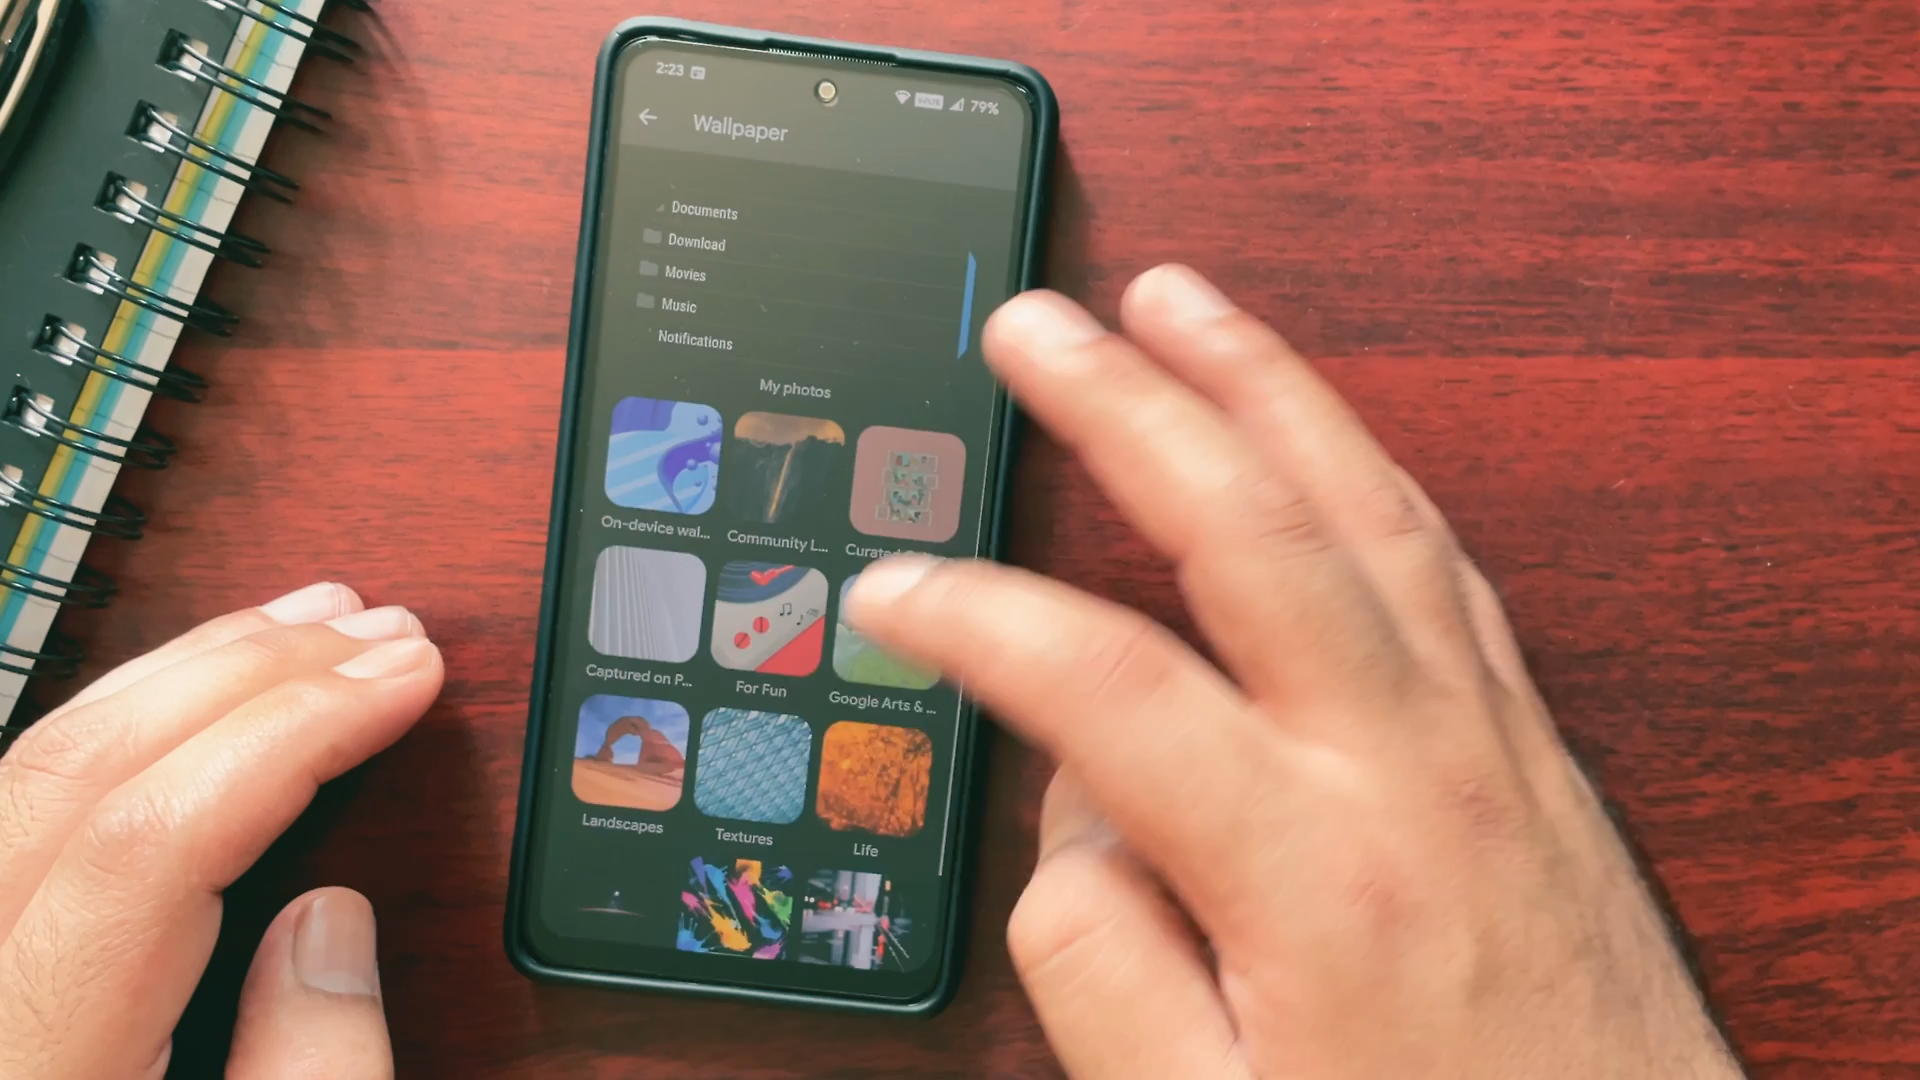 2:23 79%
Wallpaper
Documents
Download
Movies
Music
Notifications
My photos
On-device wal...
Community L...
Curated
Captured on P...
For Fun
Google Arts & ...
Landscapes
Textures
Life